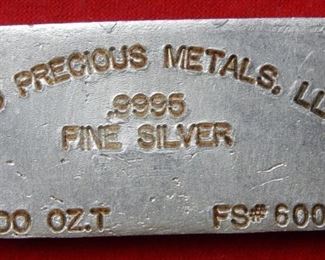 PRECIOUS METALS, LL
.9995
FINE SILVER
00 OZ.T FS# 600